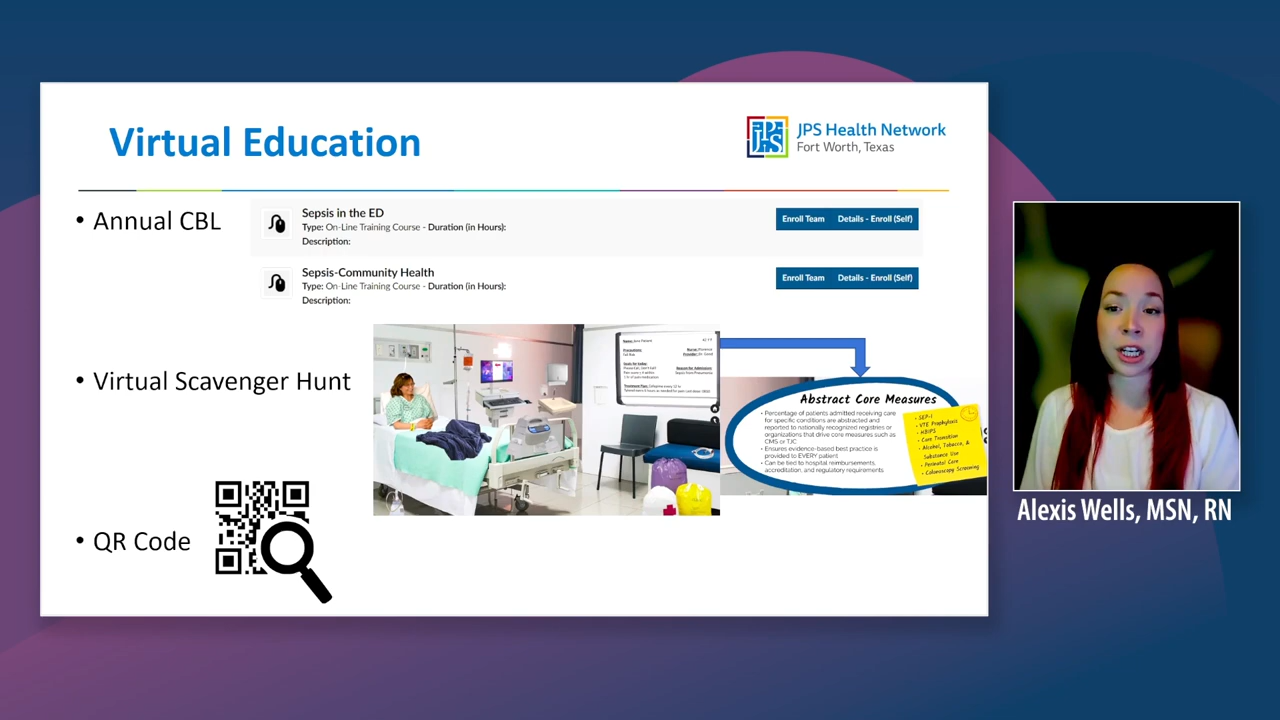 Virtual Education
JPS
JPS Health Network
Fort Worth, Texas
• Annual CBL
Sepsis in the ED
Type: On-Line Training Course - Duration (in Hours):
Description:
Enroll Team Details - Enroll (Self)
Sepsis-Community Health
Type: On-Line Training Course - Duration (in Hours):
Description:
Enroll Team Details - Enroll (Self)
• Virtual Scavenger Hunt
Abstract Core Measures
• Percentage of patients admitted receiving care
for specific conditions are abstracted and
reported to nationally recognized registries or
organizations that drive core measures such as
CMS or TJC
• Ensures evidence-based best practice is
provided to EVERY patient
• Can be tied to hospital reimbursements,
accreditation, and regulatory requirements.
• SEP-1
• VTE Prophylaxis
• HBIPS
• Care Transition
• Alcohol, Tobacco, &
Substance Use
• Perinatal Care
• Colonoscopy Screening
• QR Code
Alexis Wells, MSN, RN